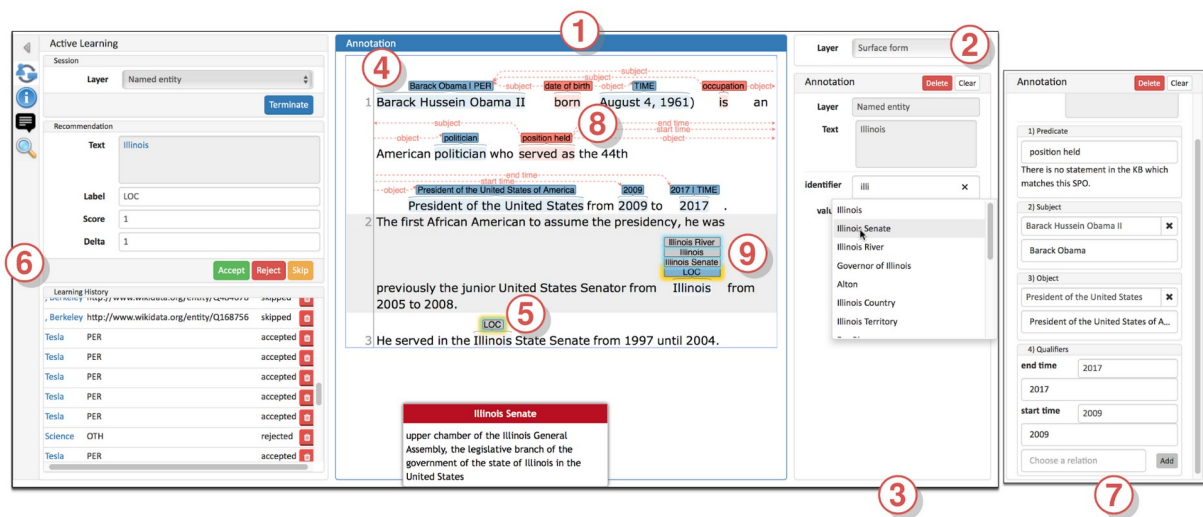 Active Learning
Session
Layer Named entity
Terminate
Recommendation
Text Illinois
Label LOC
Score 1
Delta 1
Accept Reject Skip
6
Learning History
, Berkeley http://www.wikidata.org/entity/Q484678 skipped
, Berkeley http://www.wikidata.org/entity/Q168756 skipped
Tesla PER accepted
Tesla PER accepted
Tesla PER accepted
Tesla PER accepted
Tesla PER accepted
Science OTH rejected
Tesla PER accepted
1
Annotation
4
subject
subject
Barack Obama I PER subject date of birth object TIME occupation object
1 Barack Hussein Obama II born August 4, 1961) is an
8
subject end time
start time
object politician position held object
American politician who served as the 44th
end time
start time
object President of the United States of America 2009 2017 I TIME
President of the United States from 2009 to 2017 .
2 The first African American to assume the presidency, he was
Illinois River
Illinois
Illinois Senate
LOC
9
previously the junior United States Senator from Illinois from
2005 to 2008.
LOC
5
3 He served in the Illinois State Senate from 1997 until 2004.
Illinois Senate
upper chamber of the Illinois General
Assembly, the legislative branch of the
government of the state of Illinois in the
United States
Layer Surface form
2
Annotation Delete Clear
Layer Named entity
Text Illinois
identifier illi ×
Illinois
Illinois Senate
Illinois River
Governor of Illinois
Alton
Illinois Country
Illinois Territory
3
Annotation Delete Clear
1) Predicate
position held
There is no statement in the KB which
matches this SPO.
2) Subject
Barack Hussein Obama II ×
Barack Obama
3) Object
President of the United States ×
President of the United States of A...
4) Qualifiers
end time 2017
2017
start time 2009
2009
Choose a relation Add
7